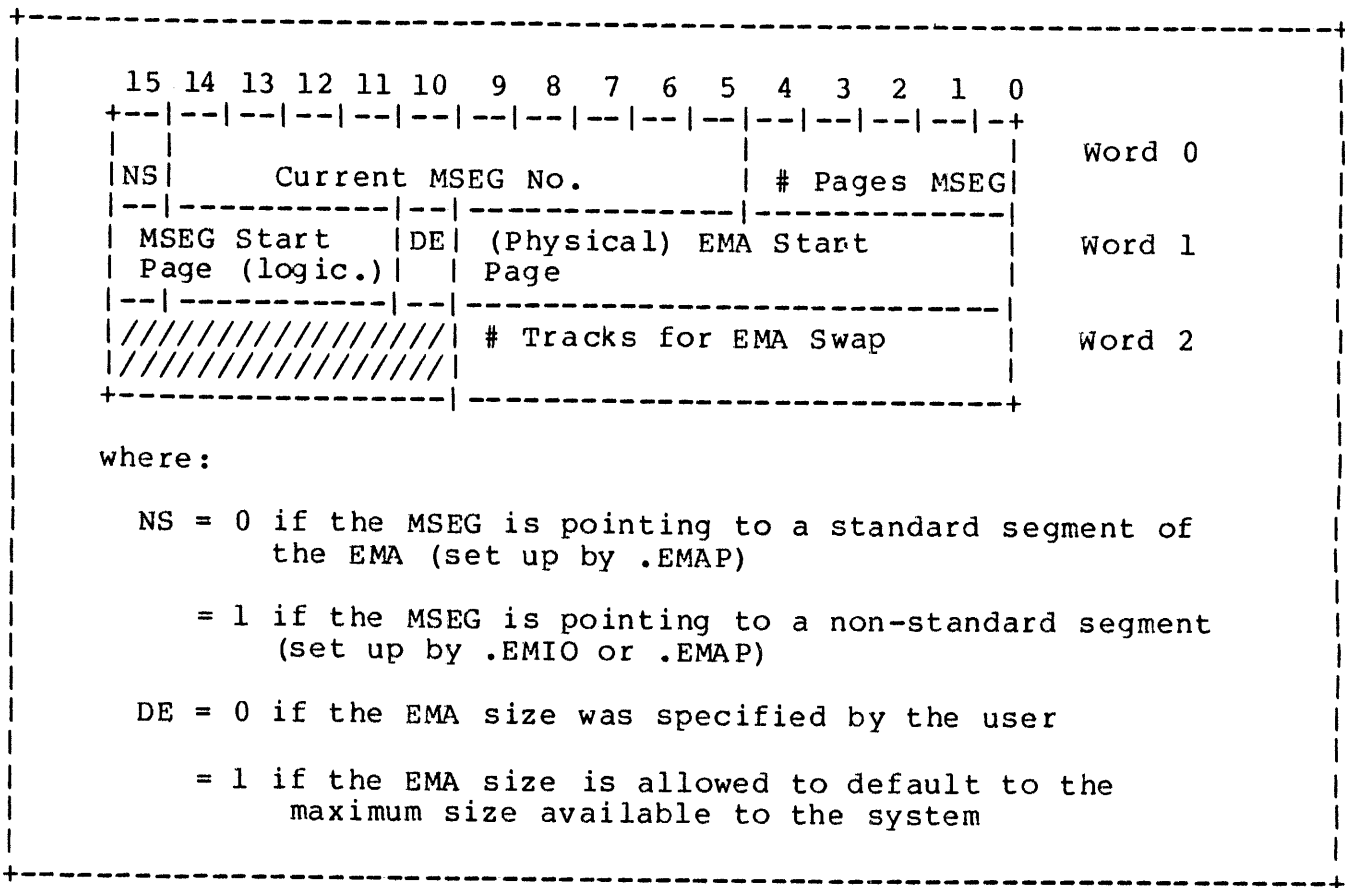 15 14 13 12 11 10 9 8 7 6 5 4 3 2 1 0
NS Current MSEG No. # Pages MSEG Word 0
MSEG Start DE (Physical) EMA Start Word 1
Page (logic.) Page
# Tracks for EMA Swap Word 2
where:
NS = 0 if the MSEG is pointing to a standard segment of
the EMA (set up by .EMAP)
= 1 if the MSEG is pointing to a non-standard segment
(set up by .EMIO or .EMAP)
DE = 0 if the EMA size was specified by the user
= 1 if the EMA size is allowed to default to the
maximum size available to the system